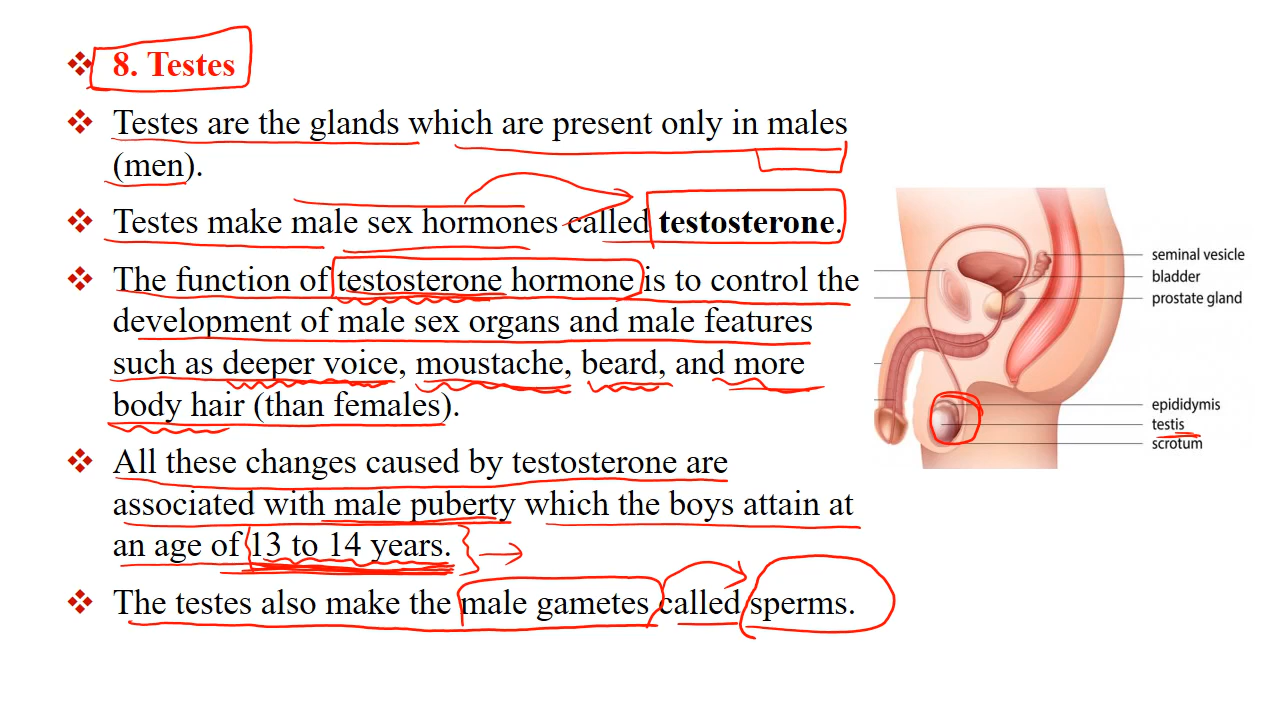 8. Testes
Testes are the glands which are present only in males
(men).
Testes make male sex hormones called testosterone.
The function of testosterone hormone is to control the
development of male sex organs and male features
such as deeper voice, moustache, beard, and more
body hair (than females).
All these changes caused by testosterone are
associated with male puberty which the boys attain at
an age of 13 to 14 years.
The testes also make the male gametes called sperms.
seminal vesicle
bladder
prostate gland
epididymis
testis
scrotum